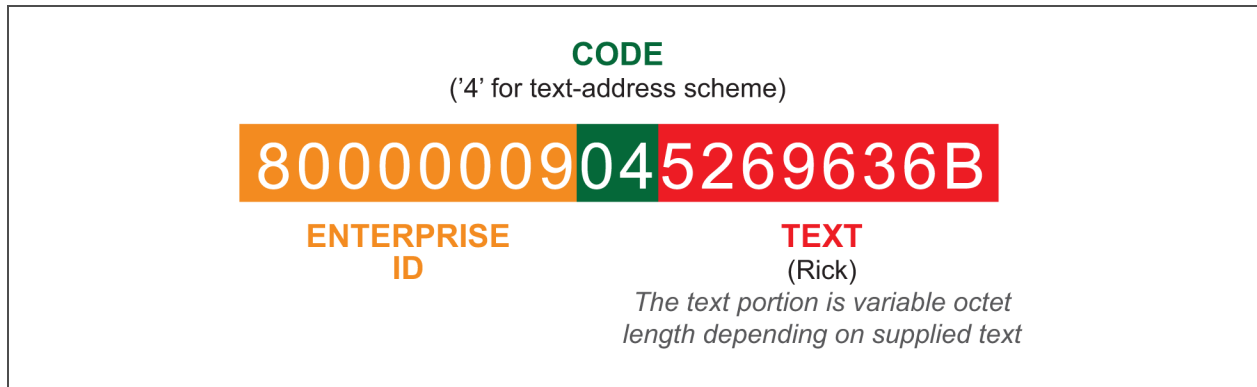 CODE
('4' for text-address scheme)
80000009045269636B
ENTERPRISE
ID
TEXT
(Rick)
The text portion is variable octet
length depending on supplied text